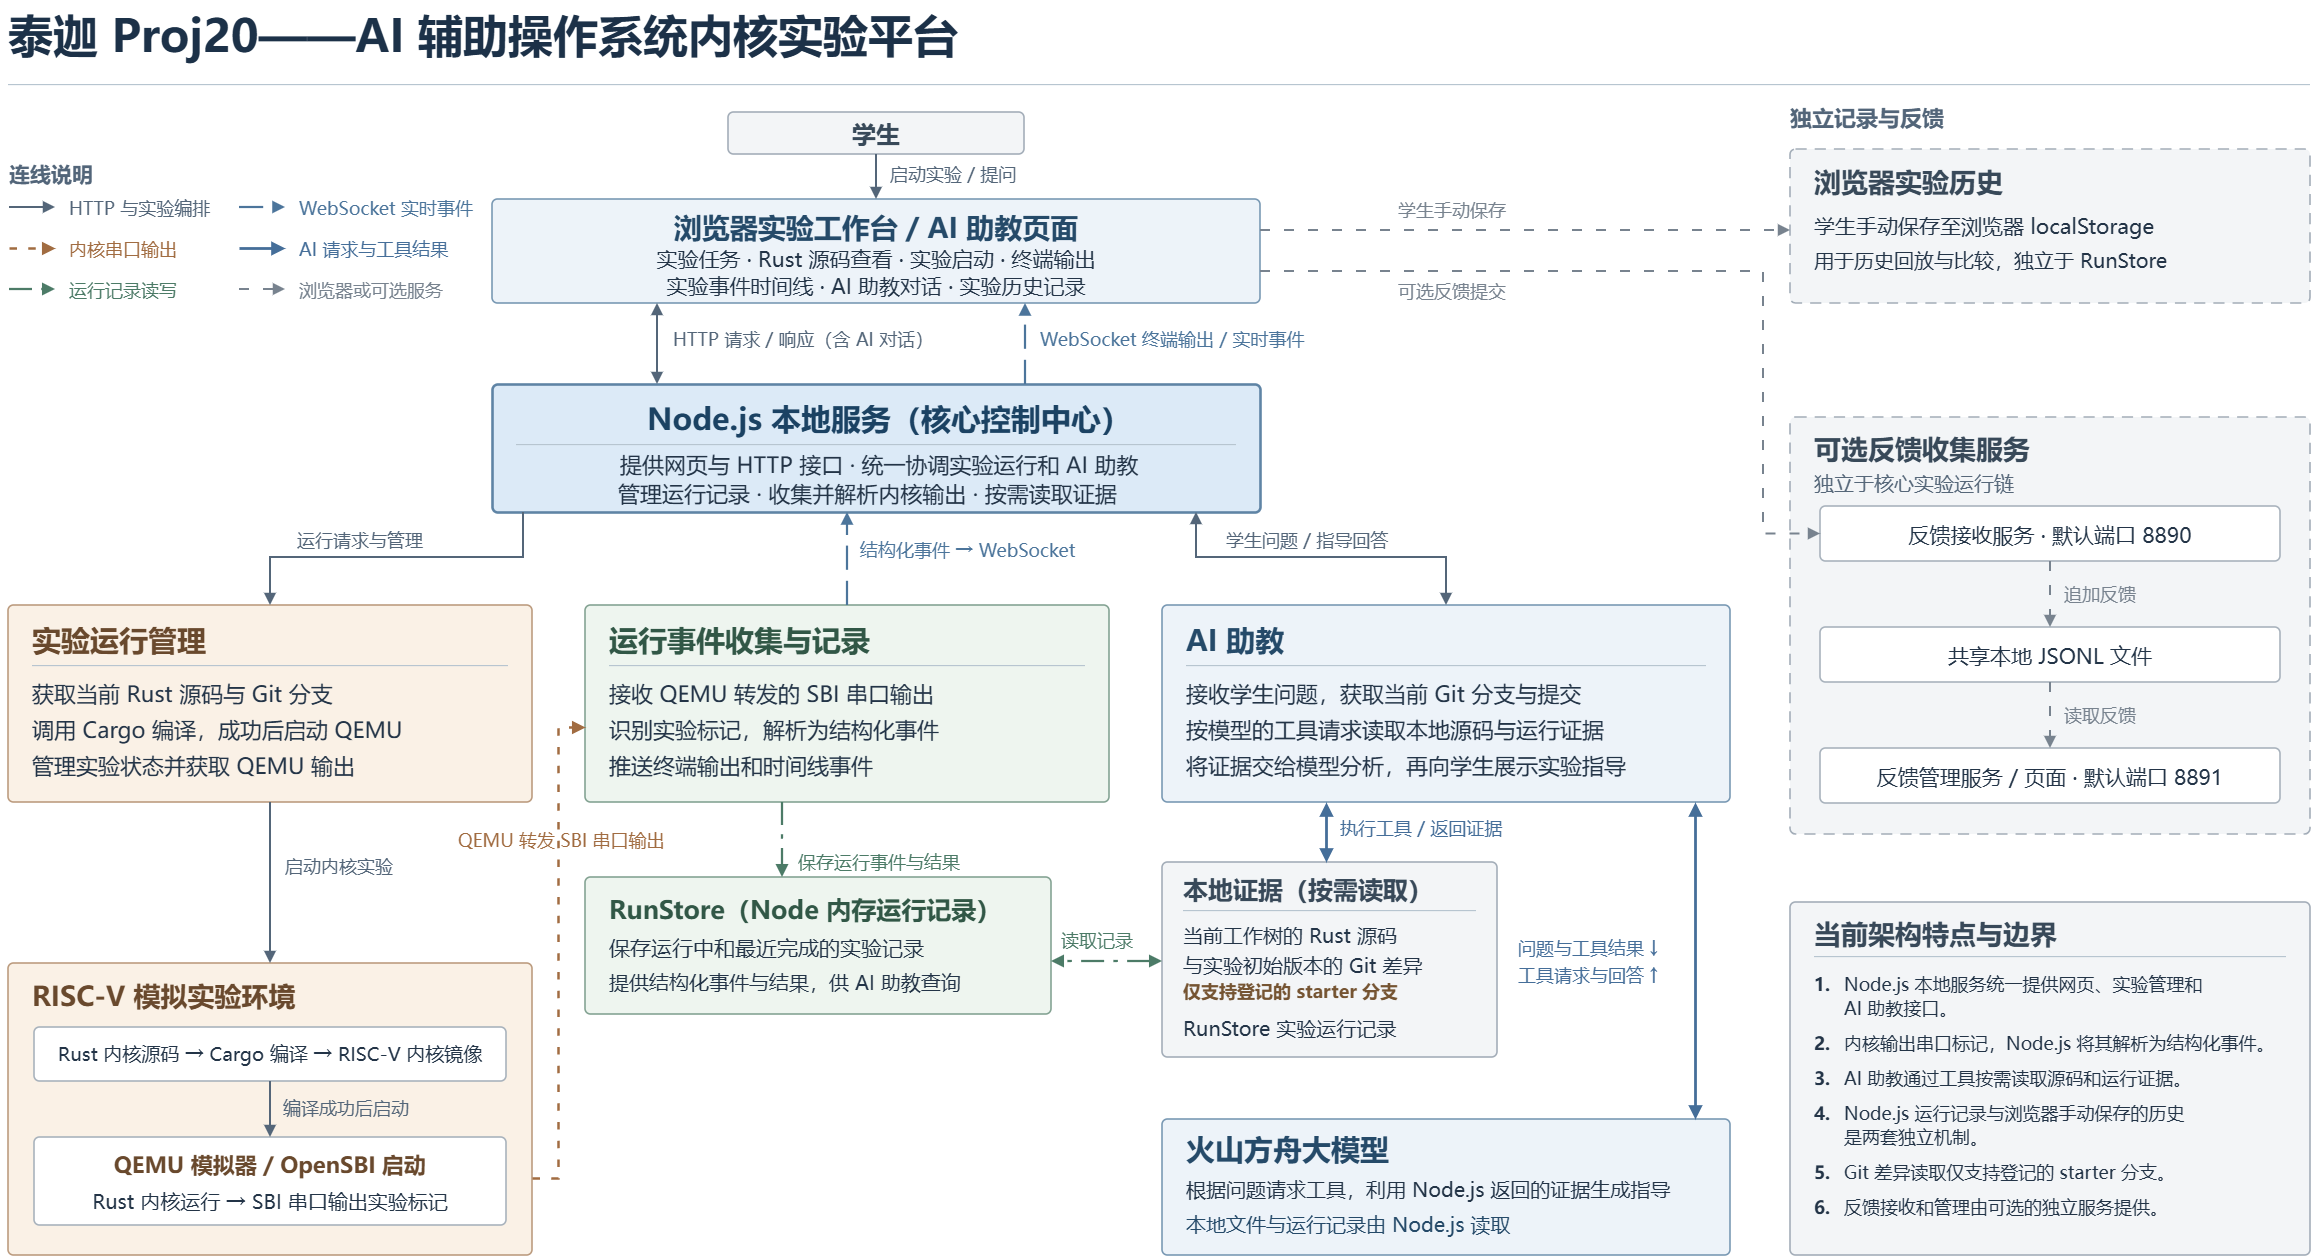 泰迦 Proj20——AI 辅助操作系统内核实验平台
学生
启动实验 / 提问
连线说明
HTTP 与实验编排
WebSocket 实时事件
内核串口输出
AI 请求与工具结果
运行记录读写
浏览器或可选服务
浏览器实验工作台 / AI 助教页面
实验任务 · Rust 源码查看 · 实验启动 · 终端输出
实验事件时间线 · AI 助教对话 · 实验历史记录
学生手动保存
可选反馈提交
HTTP 请求 / 响应（含 AI 对话）
WebSocket 终端输出 / 实时事件
Node.js 本地服务（核心控制中心）
提供网页与 HTTP 接口 · 统一协调实验运行和 AI 助教
管理运行记录 · 收集并解析内核输出 · 按需读取证据
运行请求与管理
结构化事件 → WebSocket
学生问题 / 指导回答
实验运行管理
获取当前 Rust 源码与 Git 分支
调用 Cargo 编译，成功后启动 QEMU
管理实验状态并获取 QEMU 输出
运行事件收集与记录
接收 QEMU 转发的 SBI 串口输出
识别实验标记，解析为结构化事件
推送终端输出和时间线事件
AI 助教
接收学生问题，获取当前 Git 分支与提交
按模型的工具请求读取本地源码与运行证据
将证据交给模型分析，再向学生展示实验指导
QEMU 转发 SBI 串口输出
启动内核实验
保存运行事件与结果
执行工具 / 返回证据
RunStore（Node 内存运行记录）
保存运行中和最近完成的实验记录
提供结构化事件与结果，供 AI 助教查询
读取记录
本地证据（按需读取）
当前工作树的 Rust 源码
与实验初始版本的 Git 差异
仅支持登记的 starter 分支
RunStore 实验运行记录
问题与工具结果 ↓
工具请求与回答 ↑
RISC-V 模拟实验环境
Rust 内核源码 → Cargo 编译 → RISC-V 内核镜像
编译成功后启动
QEMU 模拟器 / OpenSBI 启动
Rust 内核运行 → SBI 串口输出实验标记
火山方舟大模型
根据问题请求工具，利用 Node.js 返回的证据生成指导
本地文件与运行记录由 Node.js 读取
独立记录与反馈
浏览器实验历史
学生手动保存至浏览器 localStorage
用于历史回放与比较，独立于 RunStore
可选反馈收集服务
独立于核心实验运行链
反馈接收服务 · 默认端口 8890
追加反馈
共享本地 JSONL 文件
读取反馈
反馈管理服务 / 页面 · 默认端口 8891
当前架构特点与边界
1. Node.js 本地服务统一提供网页、实验管理和
AI 助教接口。
2. 内核输出串口标记，Node.js 将其解析为结构化事件。
3. AI 助教通过工具按需读取源码和运行证据。
4. Node.js 运行记录与浏览器手动保存的历史
是两套独立机制。
5. Git 差异读取仅支持登记的 starter 分支。
6. 反馈接收和管理由可选的独立服务提供。